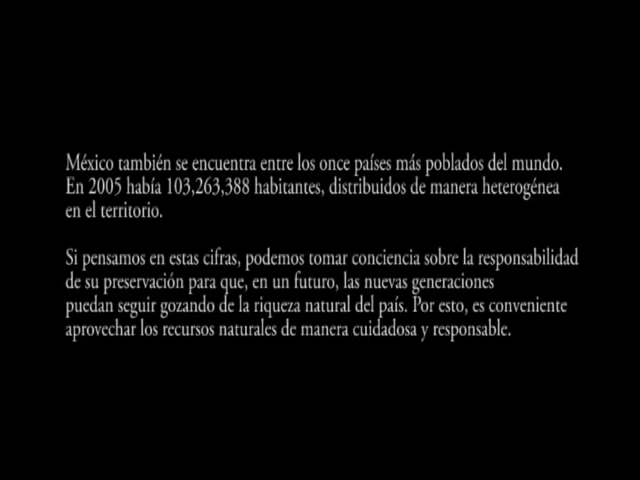 México también se encuentra entre los once países más poblados del mundo.
En 2005 había 103,263,388 habitantes, distribuidos de manera heterogénea
en el territorio.
Si pensamos en estas cifras, podemos tomar conciencia sobre la responsabilidad
de su preservación para que, en un futuro, las nuevas generaciones
puedan seguir gozando de la riqueza natural del país. Por esto, es conveniente
aprovechar los recursos naturales de manera cuidadosa y responsable.